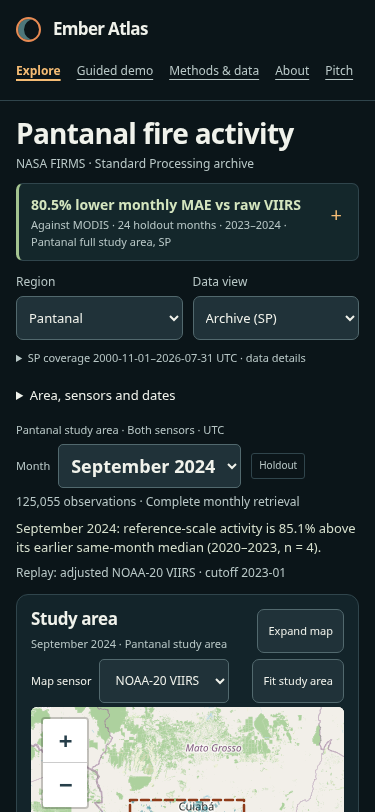 Ember Atlas
Explore Guided demo Methods & data About Pitch
Pantanal fire activity
NASA FIRMS · Standard Processing archive
80.5% lower monthly MAE vs raw VIIRS
Against MODIS · 24 holdout months · 2023–2024 ·
Pantanal full study area, SP
+
Region Data view
Pantanal Archive (SP)
SP coverage 2000-11-01–2026-07-31 UTC · data details
Area, sensors and dates
Pantanal study area · Both sensors · UTC
Month September 2024 Holdout
125,055 observations · Complete monthly retrieval
September 2024: reference-scale activity is 85.1% above
its earlier same-month median (2020–2023, n = 4).
Replay: adjusted NOAA-20 VIIRS · cutoff 2023-01
Study area
September 2024 · Pantanal study area
Expand map
Map sensor NOAA-20 VIIRS Fit study area
+
−
Mato Grosso
Cuiabá